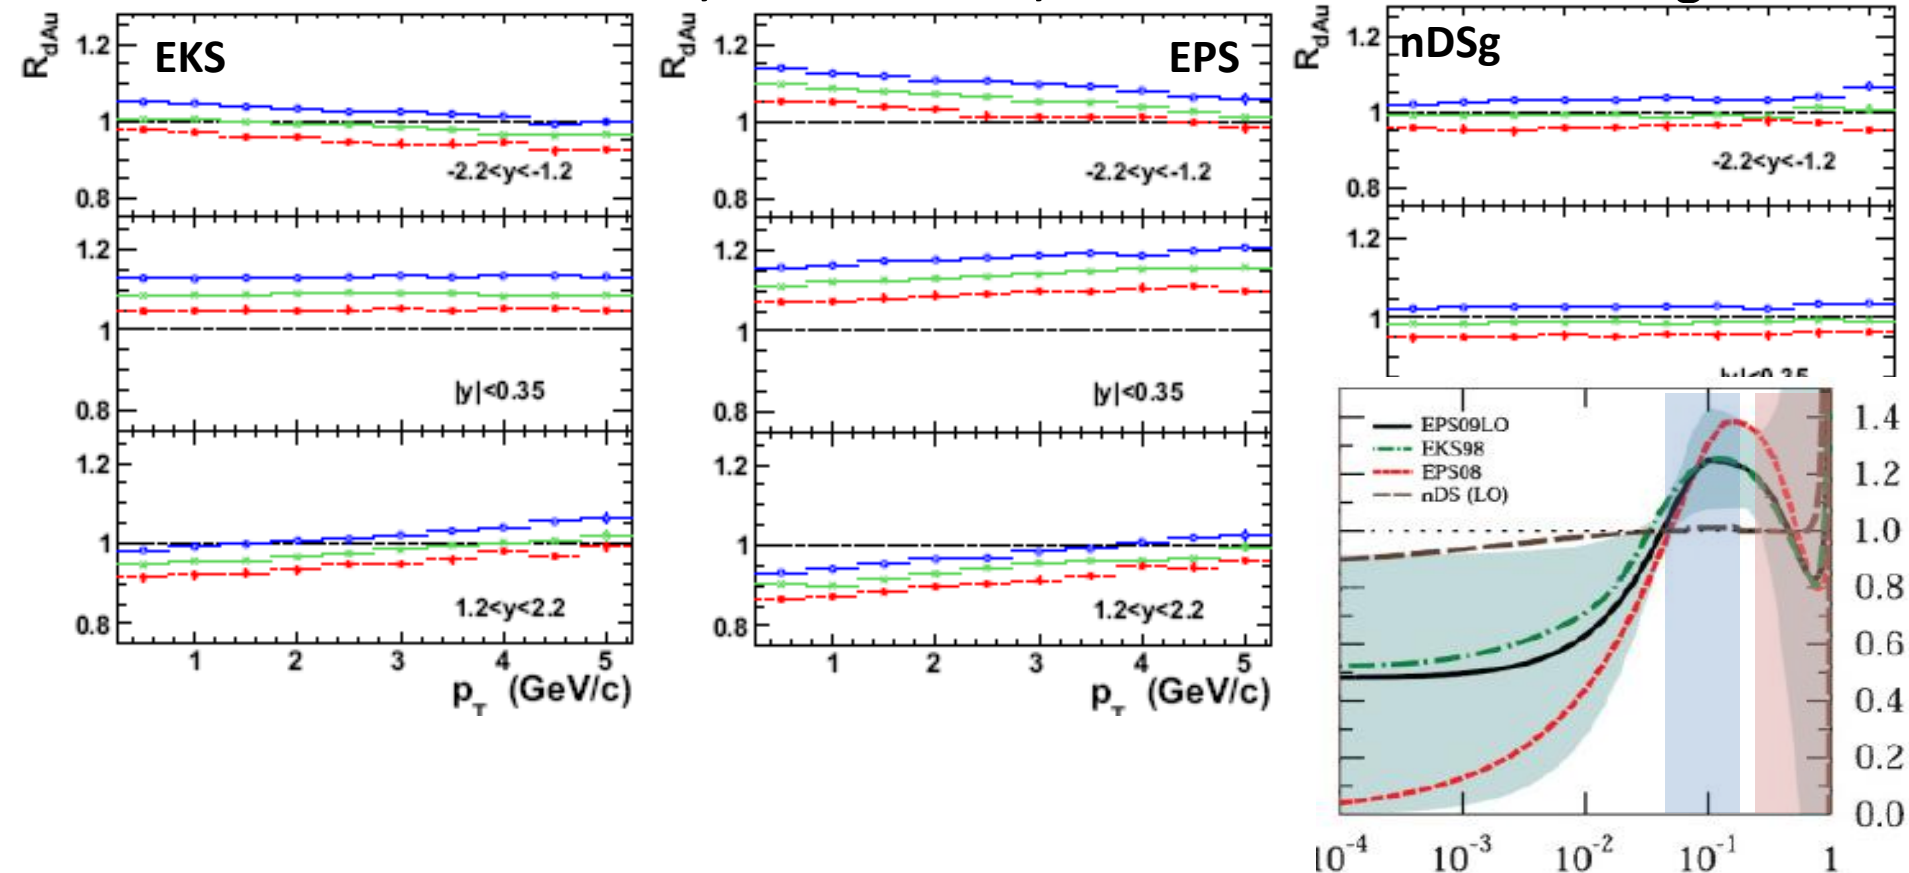 R_dAu
1.2
EKS
1
-2.2<y<-1.2
0.8
1.2
1
|y|<0.35
0.8
1.2
1
1.2<y<2.2
0.8
1 2 3 4 5
p_T (GeV/c)
R_dAu
1.2
EPS
1
-2.2<y<-1.2
0.8
1.2
1
|y|<0.35
0.8
1.2
1
1.2<y<2.2
0.8
1 2 3 4 5
p_T (GeV/c)
R_dAu
1.2
nDSg
1
-2.2<y<-1.2
0.8
1.2
1
|y|<0.35
EPS09LO
EKS98
EPS08
nDS (LO)
1.4
1.2
1.0
0.8
0.6
0.4
0.2
0.0
10^-4 10^-3 10^-2 10^-1 1